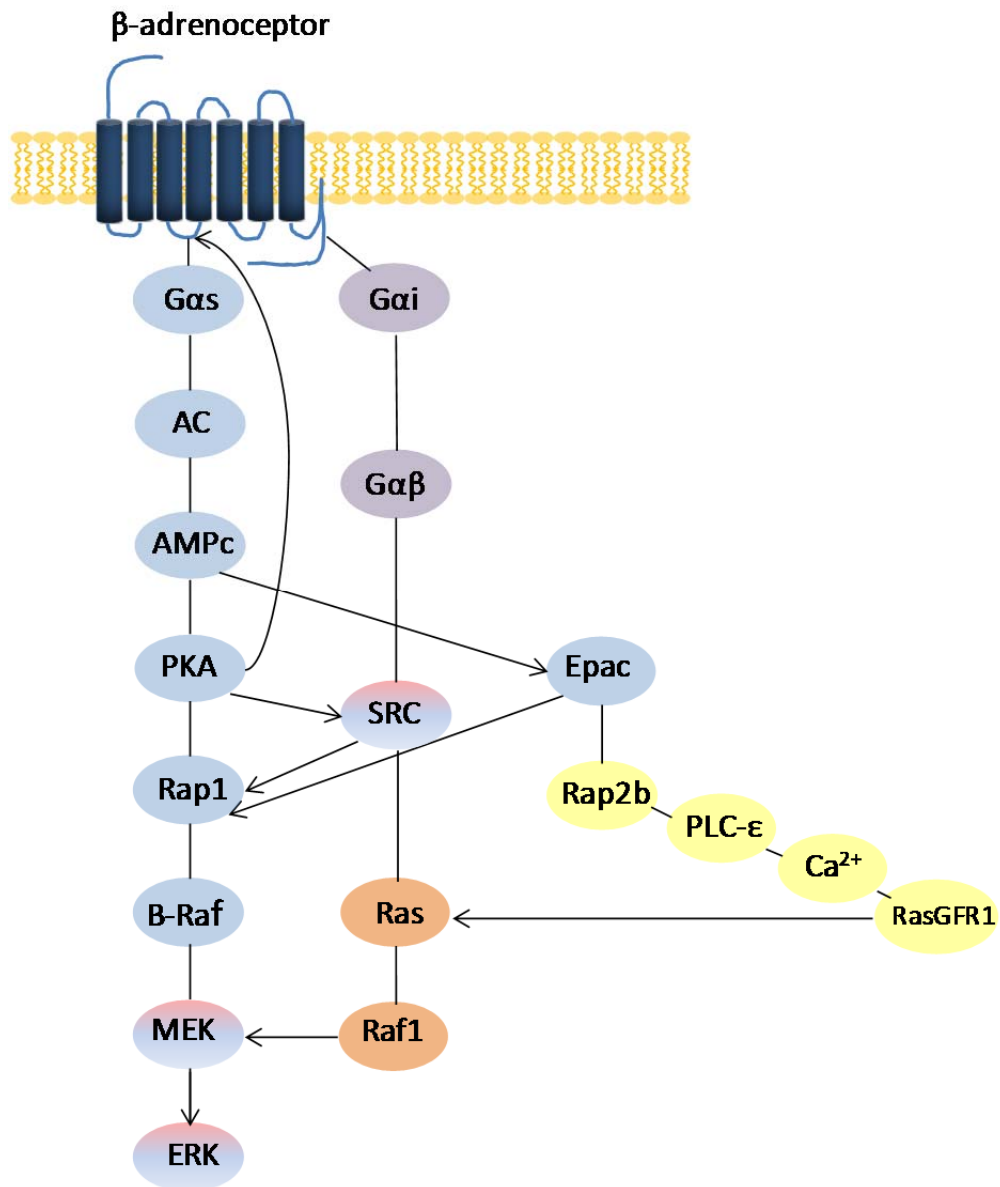 β-adrenoceptor
Gαs
Gαi
AC
Gαβ
AMPc
PKA
Epac
SRC
Rap1
Rap2b
PLC-ε
Ca²⁺
B-Raf
Ras
RasGFR1
MEK
Raf1
ERK